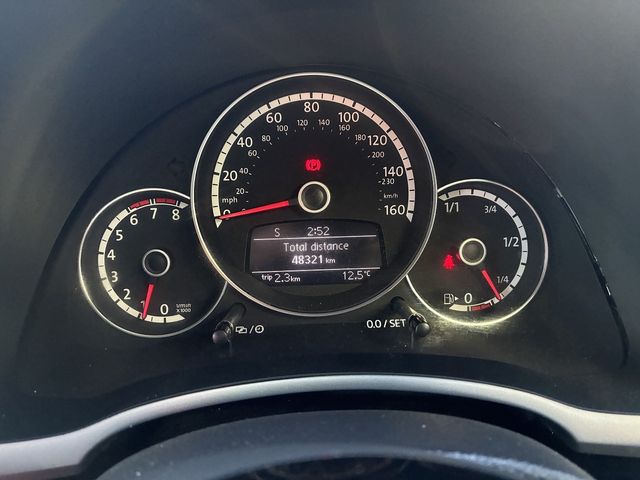 80
60 100
100 120 140
80 160
40 120
60 180
40 200
20 140
20 230
mph km/h
0 160
S 2:52
Total distance
48321 km
trip 2.3 km 12.5°C
6 7 8
5
4
3
2
1 0
1/min
x1000
1/1 3/4
1/2
1/4
0
0.0 / SET